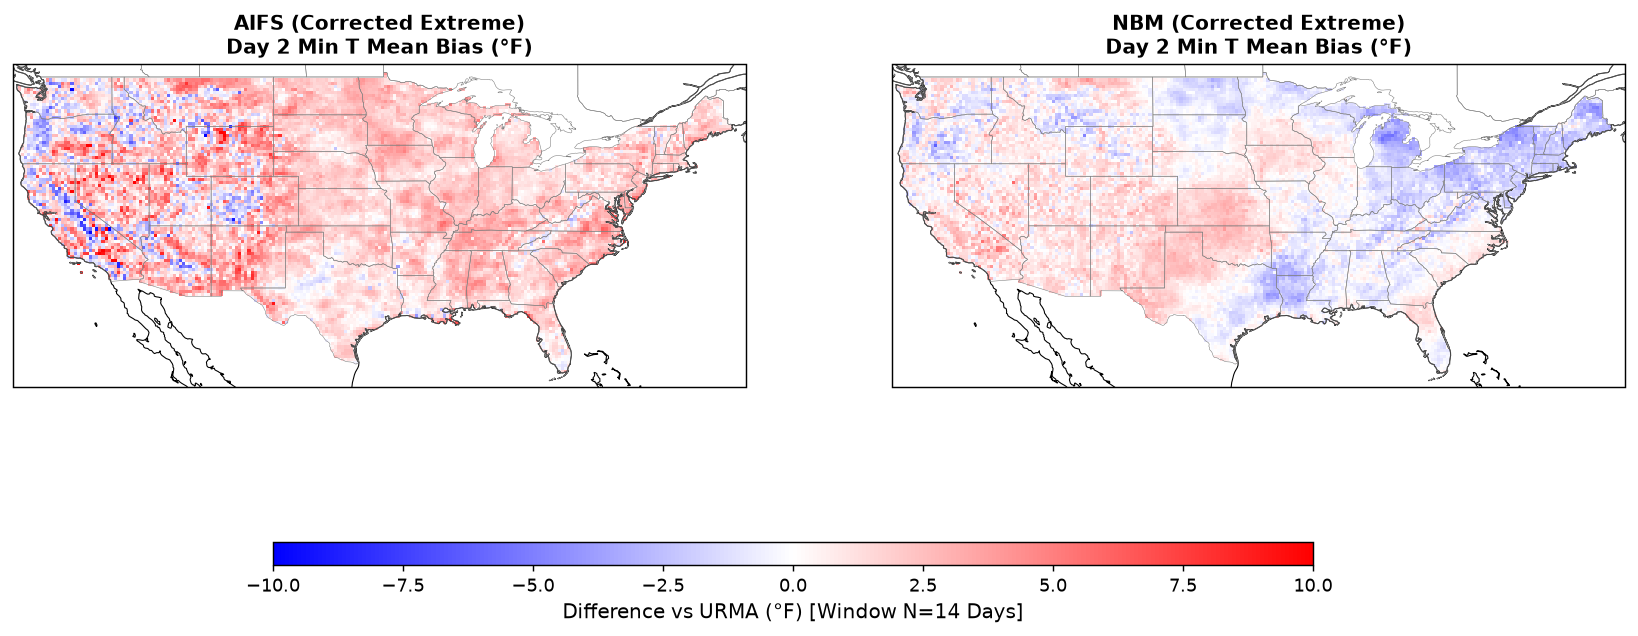 AIFS (Corrected Extreme)
Day 2 Min T Mean Bias (°F)
NBM (Corrected Extreme)
Day 2 Min T Mean Bias (°F)
−10.0 −7.5 −5.0 −2.5 0.0 2.5 5.0 7.5 10.0
Difference vs URMA (°F) [Window N=14 Days]